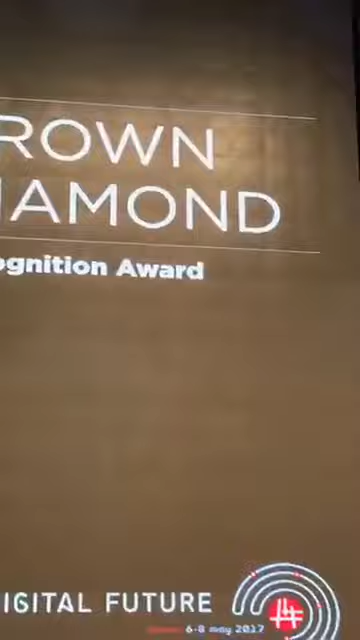 ROWN
IAMOND
ognition Award
IGITAL FUTURE
6-8 may 2017